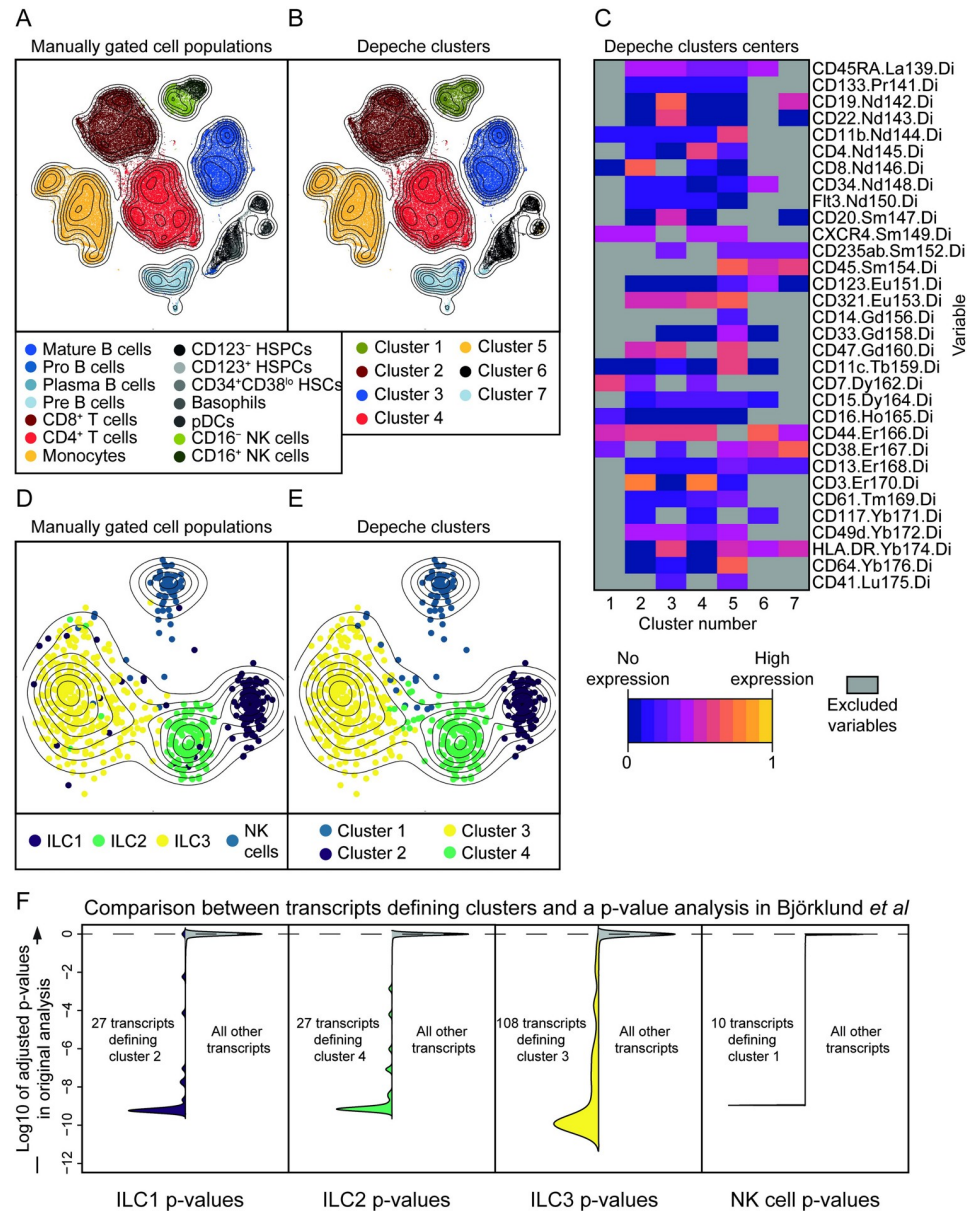 A
Manually gated cell populations
B
Depeche clusters
Mature B cells
Pro B cells
Plasma B cells
Pre B cells
CD8+ T cells
CD4+ T cells
Monocytes
CD123− HSPCs
CD123+ HSPCs
CD34+CD38lo HSCs
Basophils
pDCs
CD16− NK cells
CD16+ NK cells
Cluster 1
Cluster 2
Cluster 3
Cluster 4
Cluster 5
Cluster 6
Cluster 7
C
Depeche clusters centers
CD45RA.La139.Di
CD133.Pr141.Di
CD19.Nd142.Di
CD22.Nd143.Di
CD11b.Nd144.Di
CD4.Nd145.Di
CD8.Nd146.Di
CD34.Nd148.Di
Flt3.Nd150.Di
CD20.Sm147.Di
CXCR4.Sm149.Di
CD235ab.Sm152.Di
CD45.Sm154.Di
CD123.Eu151.Di
CD321.Eu153.Di
CD14.Gd156.Di
CD33.Gd158.Di
CD47.Gd160.Di
CD11c.Tb159.Di
CD7.Dy162.Di
CD15.Dy164.Di
CD16.Ho165.Di
CD44.Er166.Di
CD38.Er167.Di
CD13.Er168.Di
CD3.Er170.Di
CD61.Tm169.Di
CD117.Yb171.Di
CD49d.Yb172.Di
HLA.DR.Yb174.Di
CD64.Yb176.Di
CD41.Lu175.Di
Variable
1 2 3 4 5 6 7
Cluster number
No expression
High expression
0 1
Excluded variables
D
Manually gated cell populations
E
Depeche clusters
ILC1 ILC2 ILC3 NK cells
Cluster 1
Cluster 2
Cluster 3
Cluster 4
F
Comparison between transcripts defining clusters and a p-value analysis in Björklund et al
Log10 of adjusted p-values
in original analysis
0
−2
−4
−6
−8
−10
−12
27 transcripts
defining
cluster 2
All other
transcripts
27 transcripts
defining
cluster 4
All other
transcripts
108 transcripts
defining
cluster 3
All other
transcripts
10 transcripts
defining
cluster 1
All other
transcripts
ILC1 p-values
ILC2 p-values
ILC3 p-values
NK cell p-values